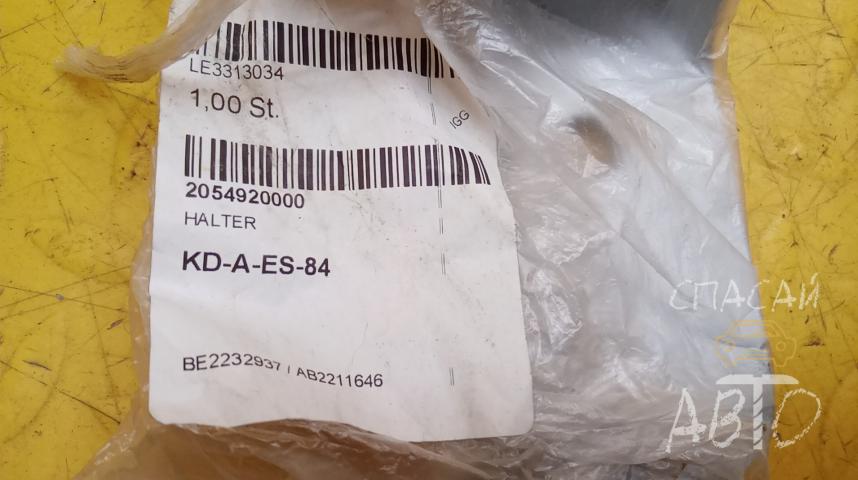 LE3313034
1,00 St.
IGG
2054920000
HALTER
KD-A-ES-84
BE2232937 / AB2211646
СПАСАЙ
АВТО